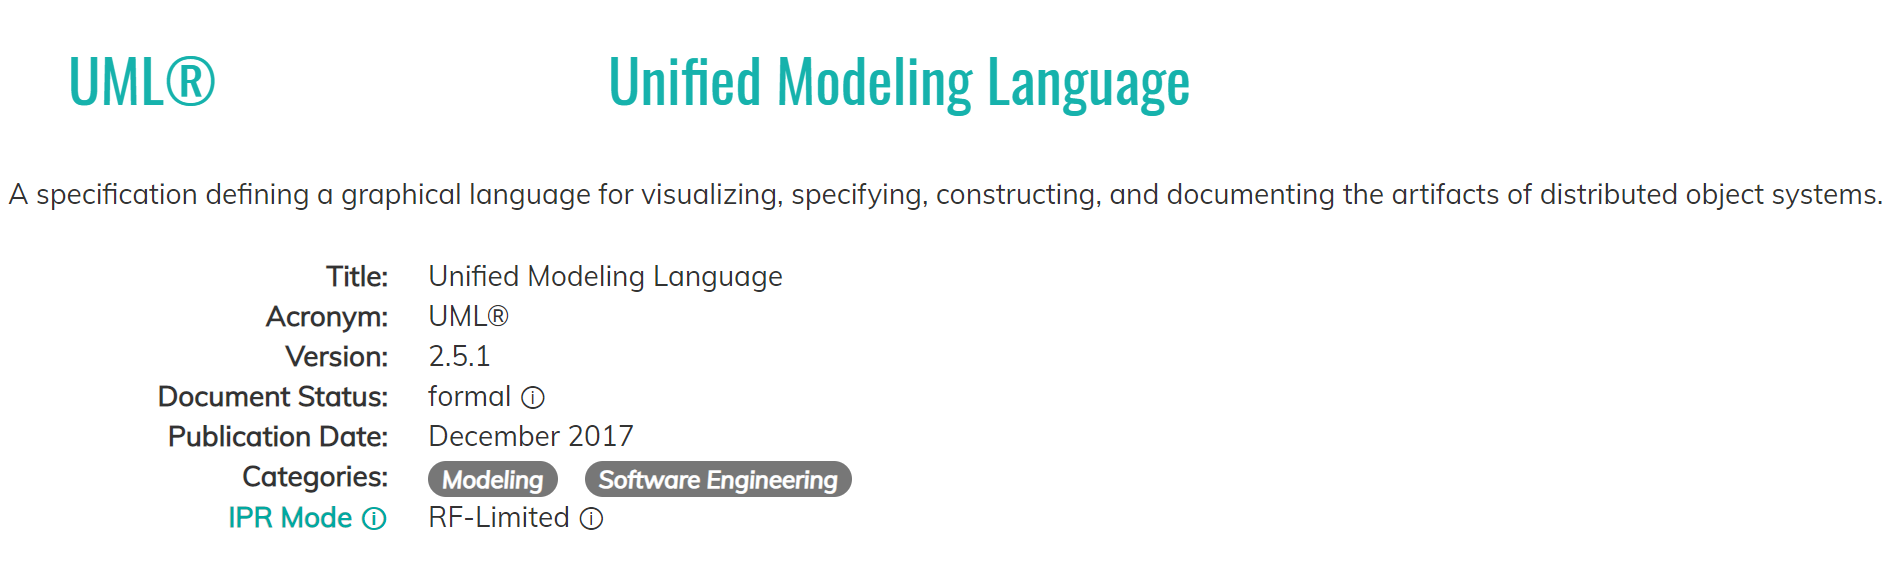 UML® Unified Modeling Language
A specification defining a graphical language for visualizing, specifying, constructing, and documenting the artifacts of distributed object systems.
Title: Unified Modeling Language
Acronym: UML®
Version: 2.5.1
Document Status: formal ⓘ
Publication Date: December 2017
Categories: Modeling Software Engineering
IPR Mode ⓘ RF-Limited ⓘ